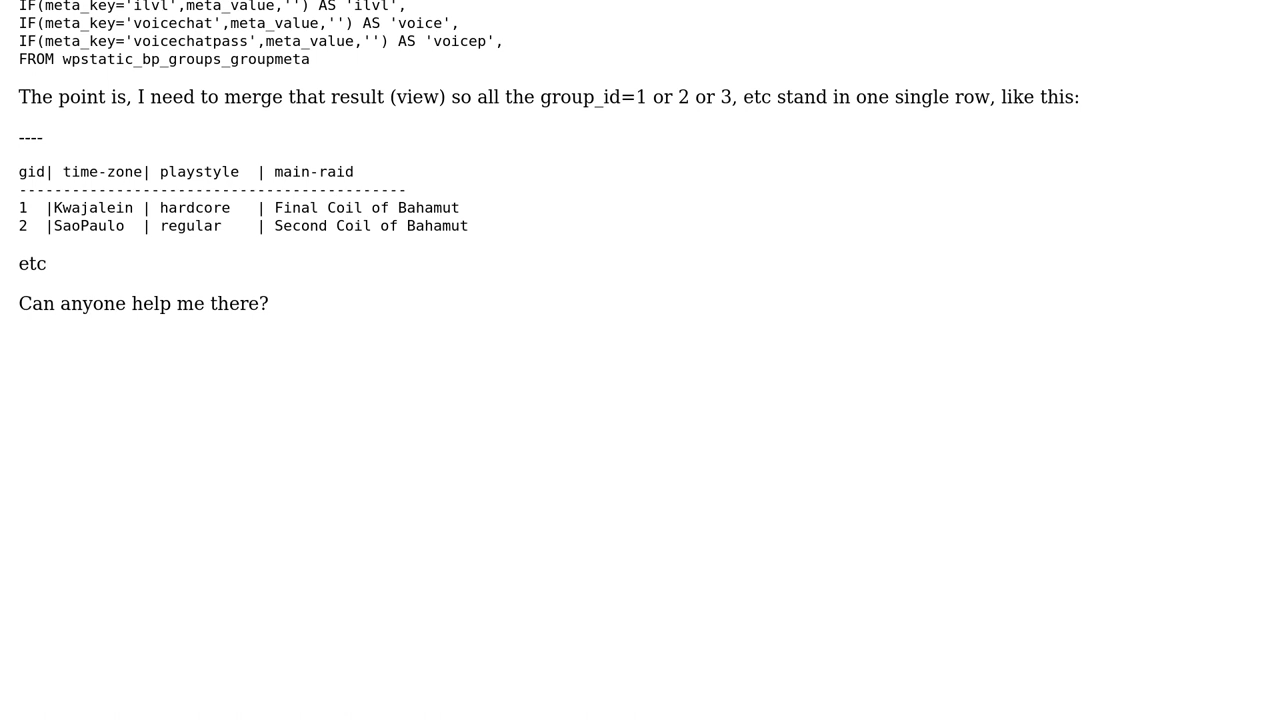 IF(meta_key='ilvl',meta_value,'') AS 'ilvl',
IF(meta_key='voicechat',meta_value,'') AS 'voice',
IF(meta_key='voicechatpass',meta_value,'') AS 'voicep',
FROM wpstatic_bp_groups_groupmeta
The point is, I need to merge that result (view) so all the group_id=1 or 2 or 3, etc stand in one single row, like this:
----
gid| time-zone| playstyle  | main-raid
--------------------------------------------
1  |Kwajalein | hardcore   | Final Coil of Bahamut
2  |SaoPaulo  | regular    | Second Coil of Bahamut
etc
Can anyone help me there?